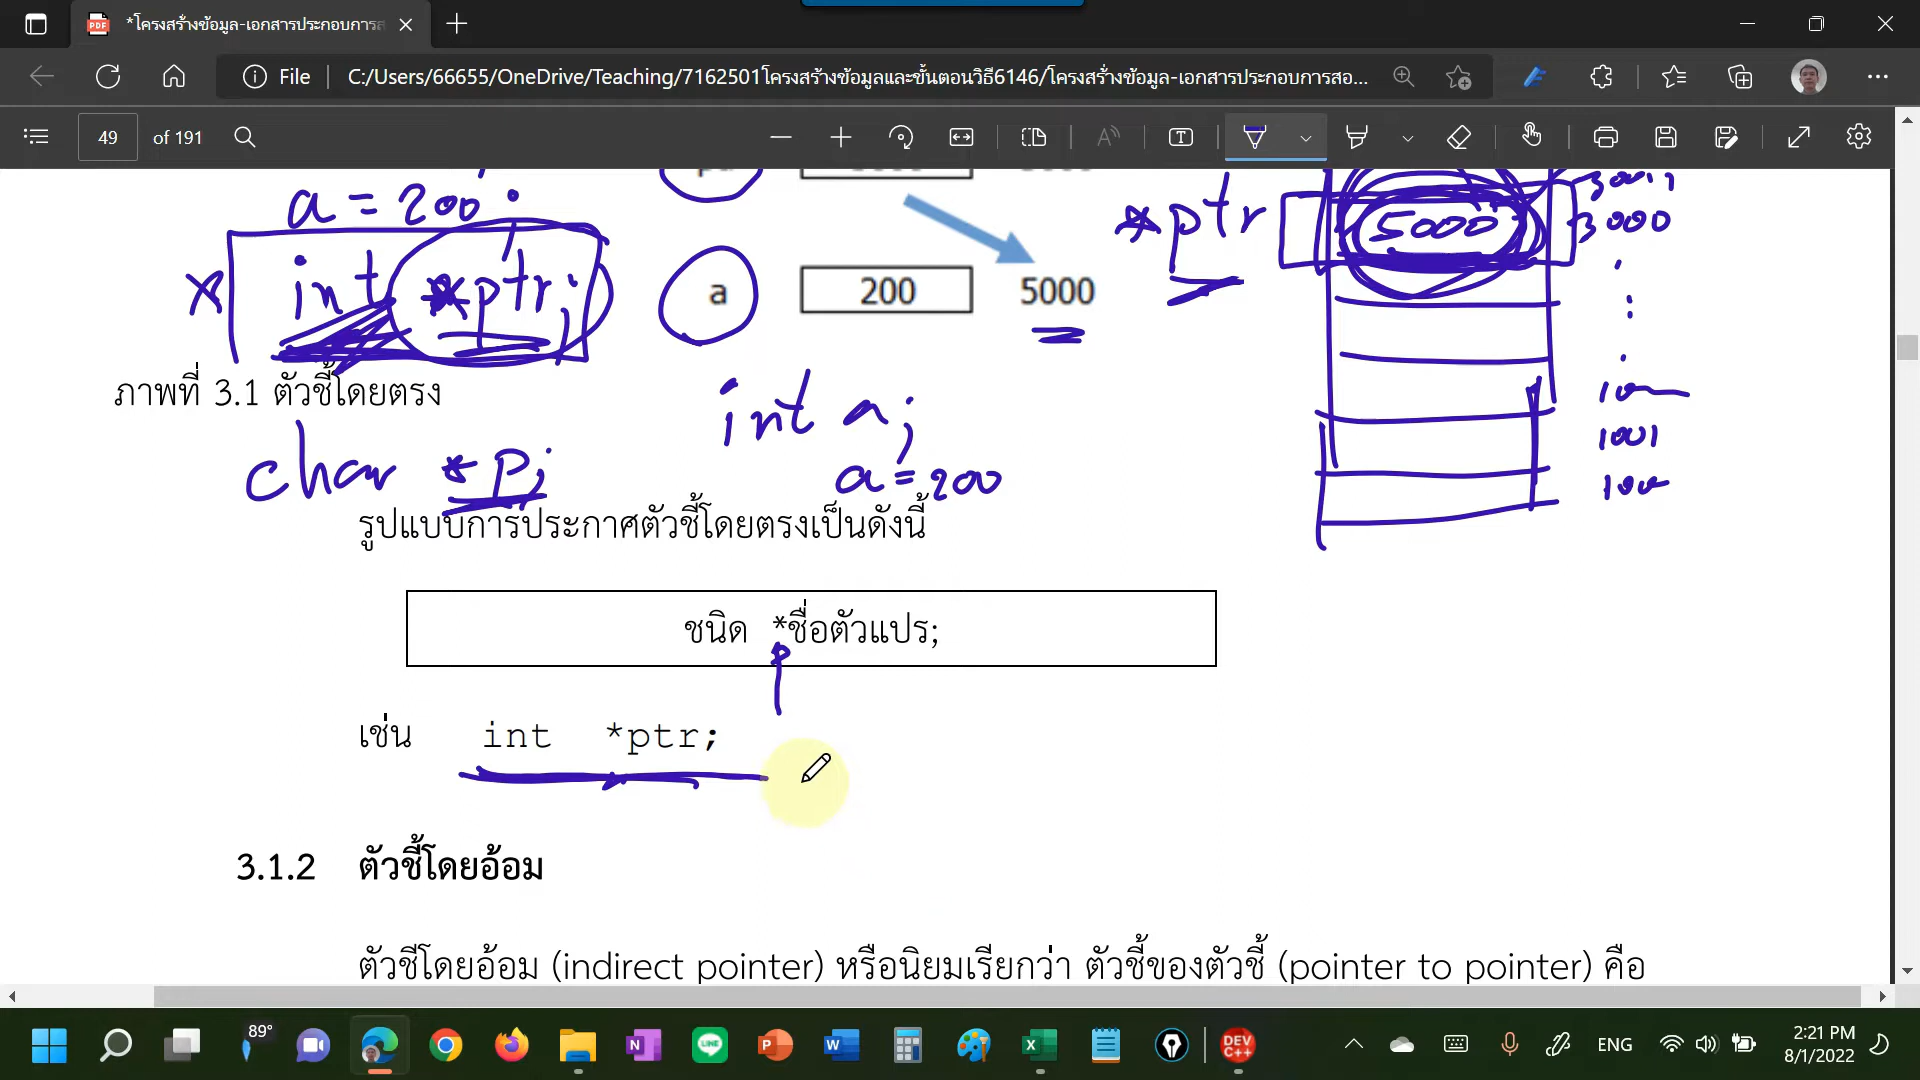 *โครงสร้่างข้อมูล-เอกสารประกอบการส
File
C:/Users/66655/OneDrive/Teaching/7162501โครงสร้างข้อมูลและขั้นตอนวิธี6146/โครงสร้่างข้อมูล-เอกสารประกอบการสอ...
49 of 191
a = 200;
*ptr
5000
3000
int *ptr;
a
200
5000
ภาพที่ 3.1 ตัวชี้โดยตรง
int a;
1001
char *P;
a = 200
รูปแบบการประกาศตัวชี้โดยตรงเป็นดังนี้
ชนิด *ชื่อตัวแปร;
เช่น int *ptr;
3.1.2 ตัวชี้โดยอ้อม
ตัวชีโดยอ้อม (indirect pointer) หรือนิยมเรียกว่า ตัวชี้ของตัวชี้ (pointer to pointer) คือ
89°
DEV C++
ENG
2:21 PM
8/1/2022